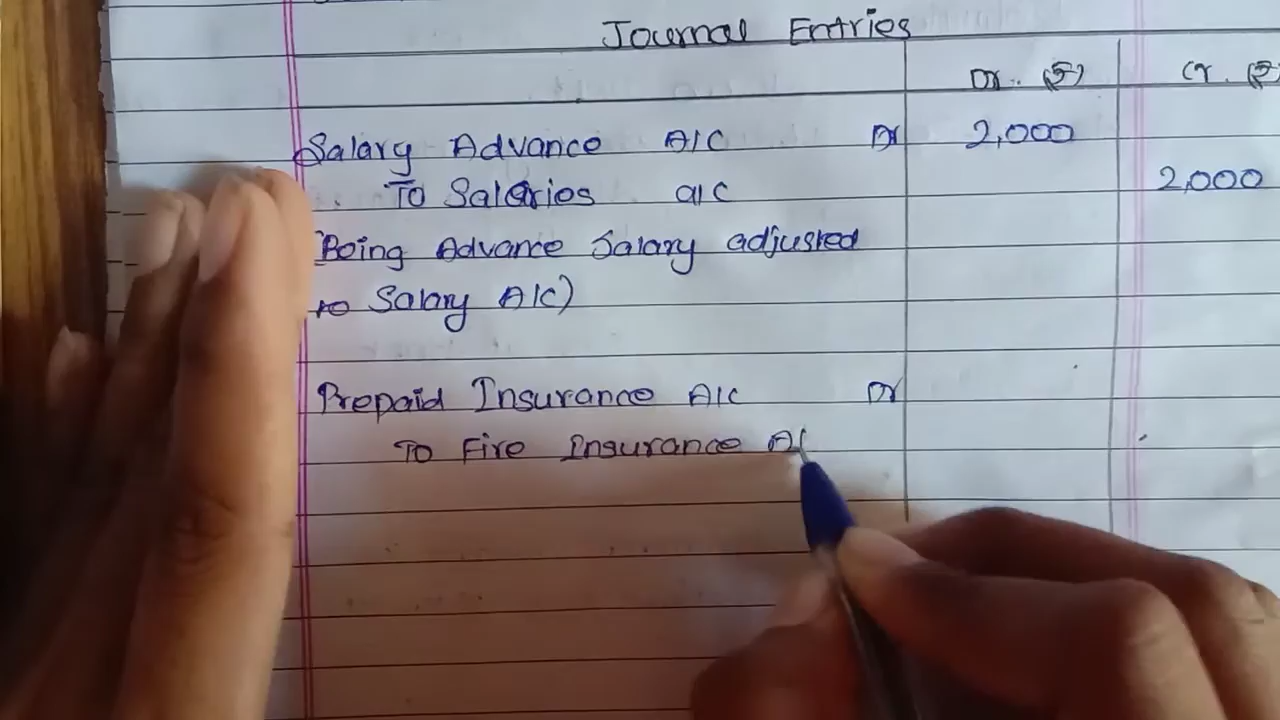 Journal Entries
Dr. (₹) Cr. (₹)
Salary Advance A/C Dr 2,000
To Salaries a/c 2,000
(Being Advance Salary adjusted
to Salary A/C)
Prepaid Insurance A/C Dr
To Fire Insurance A/